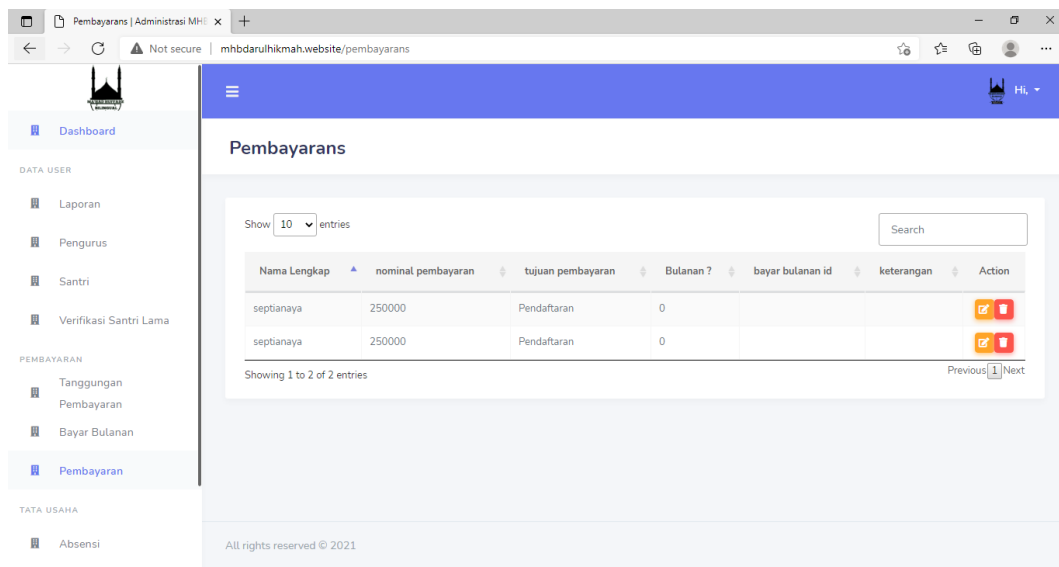 Pembayarans | Administrasi MHB
Not secure | mhbdarulhikmah.website/pembayarans
Hi,
Dashboard
DATA USER
Laporan
Pengurus
Santri
Verifikasi Santri Lama
PEMBAYARAN
Tanggungan
Pembayaran
Bayar Bulanan
Pembayaran
TATA USAHA
Absensi
Pembayarans
Show 10 entries
Search
Nama Lengkap nominal pembayaran tujuan pembayaran Bulanan ? bayar bulanan id keterangan Action
septianaya 250000 Pendaftaran 0
septianaya 250000 Pendaftaran 0
Showing 1 to 2 of 2 entries
Previous 1 Next
All rights reserved © 2021